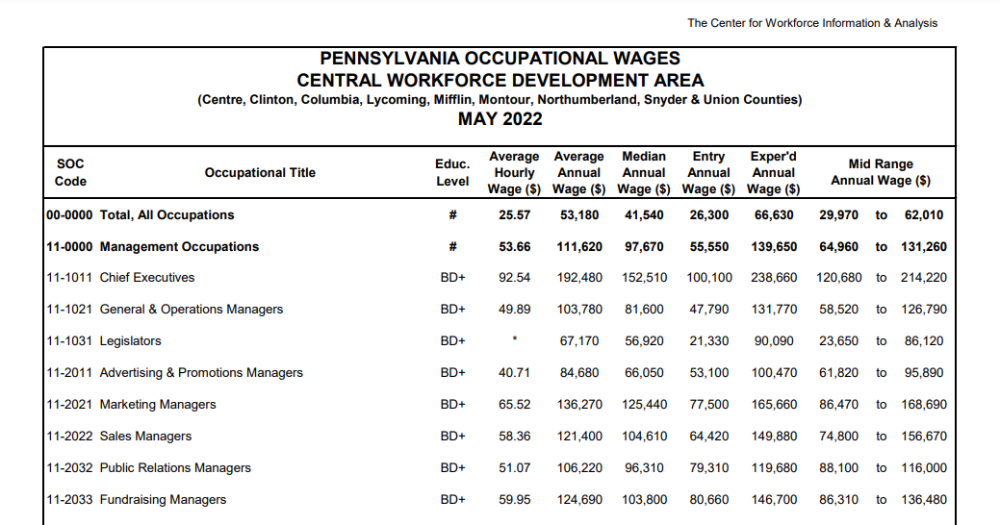 The Center for Workforce Information & Analysis
PENNSYLVANIA OCCUPATIONAL WAGES
CENTRAL WORKFORCE DEVELOPMENT AREA
(Centre, Clinton, Columbia, Lycoming, Mifflin, Montour, Northumberland, Snyder & Union Counties)
MAY 2022
SOC Code Occupational Title Educ. Level Average Hourly Wage ($) Average Annual Wage ($) Median Annual Wage ($) Entry Annual Wage ($) Exper'd Annual Wage ($) Mid Range Annual Wage ($)
00-0000 Total, All Occupations # 25.57 53,180 41,540 26,300 66,630 29,970 to 62,010
11-0000 Management Occupations # 53.66 111,620 97,670 55,550 139,650 64,960 to 131,260
11-1011 Chief Executives BD+ 92.54 192,480 152,510 100,100 238,660 120,680 to 214,220
11-1021 General & Operations Managers BD+ 49.89 103,780 81,600 47,790 131,770 58,520 to 126,790
11-1031 Legislators BD+ * 67,170 56,920 21,330 90,090 23,650 to 86,120
11-2011 Advertising & Promotions Managers BD+ 40.71 84,680 66,050 53,100 100,470 61,820 to 95,890
11-2021 Marketing Managers BD+ 65.52 136,270 125,440 77,500 165,660 86,470 to 168,690
11-2022 Sales Managers BD+ 58.36 121,400 104,610 64,420 149,880 74,800 to 156,670
11-2032 Public Relations Managers BD+ 51.07 106,220 96,310 79,310 119,680 88,100 to 116,000
11-2033 Fundraising Managers BD+ 59.95 124,690 103,800 80,660 146,700 86,310 to 136,480